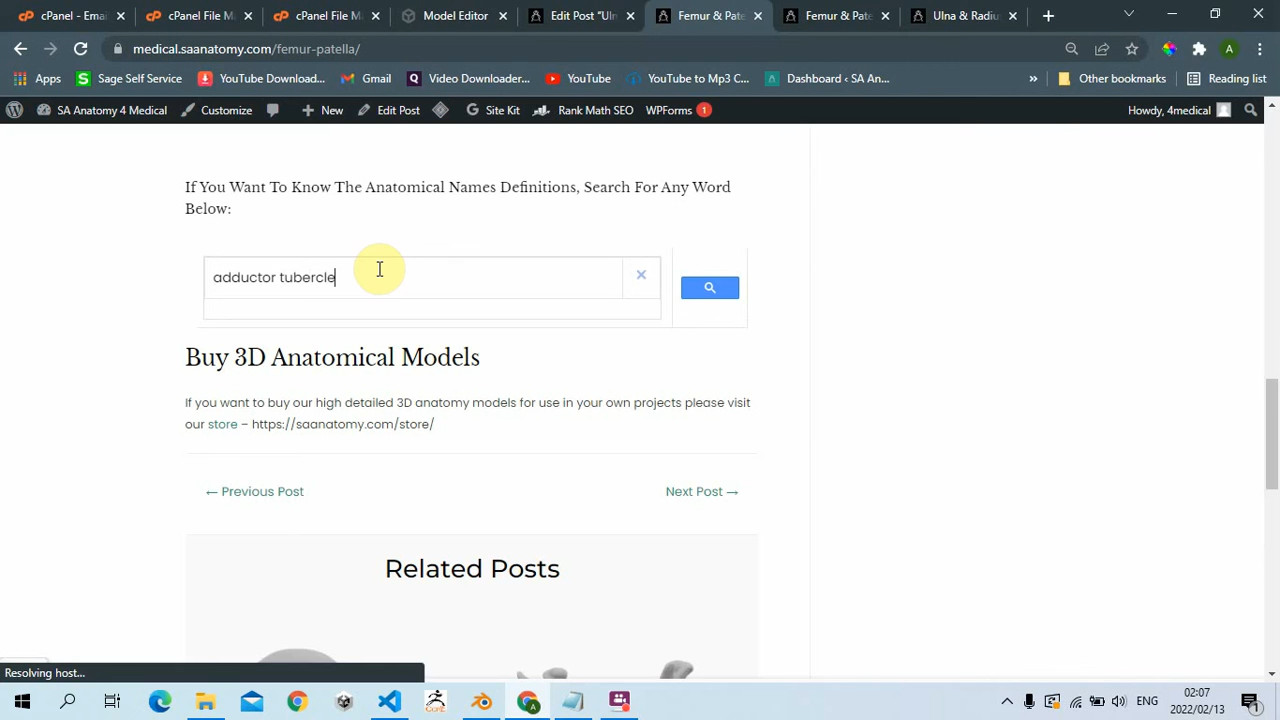 cPanel - Emai
cPanel File M
cPanel File M
Model Editor
Edit Post "Uln
Femur & Pate
Femur & Pate
Ulna & Radiu
medical.saanatomy.com/femur-patella/
A
Apps
Sage Self Service
YouTube Download...
Gmail
Video Downloader...
YouTube
YouTube to Mp3 C...
Dashboard ‹ SA An...
»
Other bookmarks
Reading list
SA Anatomy 4 Medical
Customize
New
Edit Post
Site Kit
Rank Math SEO
WPForms 1
Howdy, 4medical
If You Want To Know The Anatomical Names Definitions, Search For Any Word
Below:
adductor tubercle
Buy 3D Anatomical Models
If you want to buy our high detailed 3D anatomy models for use in your own projects please visit
our store – https://saanatomy.com/store/
← Previous Post
Next Post →
Related Posts
Resolving host...
ENG
02:07
2022/02/13